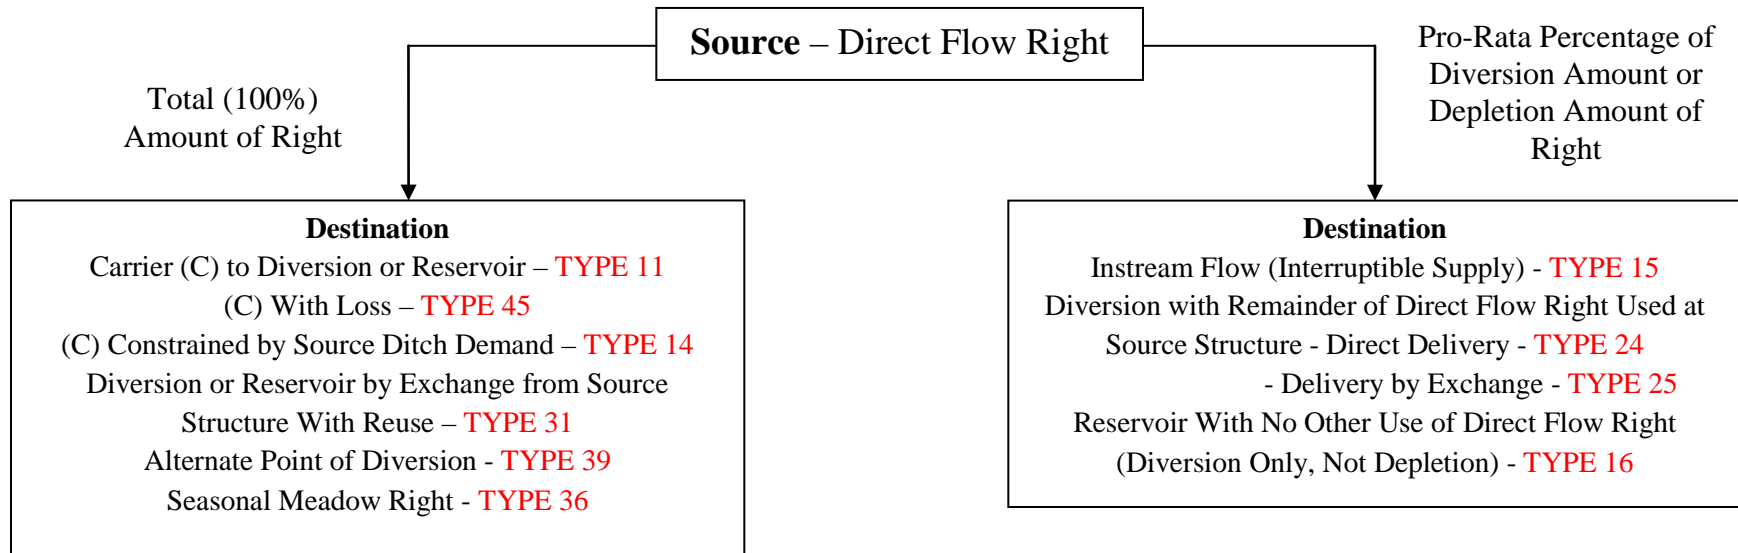 Source – Direct Flow Right
Total (100%)
Amount of Right
Pro-Rata Percentage of
Diversion Amount or
Depletion Amount of
Right
Destination
Carrier (C) to Diversion or Reservoir – TYPE 11
(C) With Loss – TYPE 45
(C) Constrained by Source Ditch Demand – TYPE 14
Diversion or Reservoir by Exchange from Source
Structure With Reuse – TYPE 31
Alternate Point of Diversion - TYPE 39
Seasonal Meadow Right - TYPE 36
Destination
Instream Flow (Interruptible Supply) - TYPE 15
Diversion with Remainder of Direct Flow Right Used at
Source Structure - Direct Delivery - TYPE 24
- Delivery by Exchange - TYPE 25
Reservoir With No Other Use of Direct Flow Right
(Diversion Only, Not Depletion) - TYPE 16